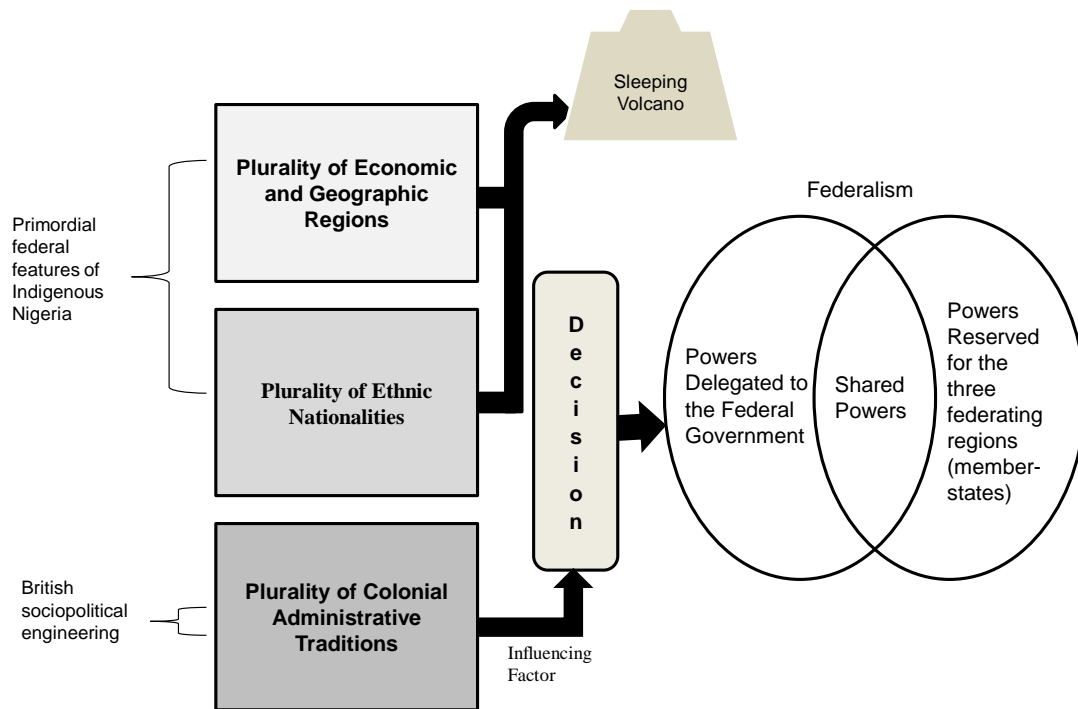 Sleeping
Volcano
Plurality of Economic
and Geographic
Regions
Federalism
Primordial
federal
features of
Indigenous
Nigeria
D
e
c
i
s
i
o
n
Powers
Delegated to
the Federal
Government
Shared
Powers
Powers
Reserved
for the
three
federating
regions
(member-
states)
Plurality of Ethnic
Nationalities
British
sociopolitical
engineering
Plurality of Colonial
Administrative
Traditions
Influencing
Factor